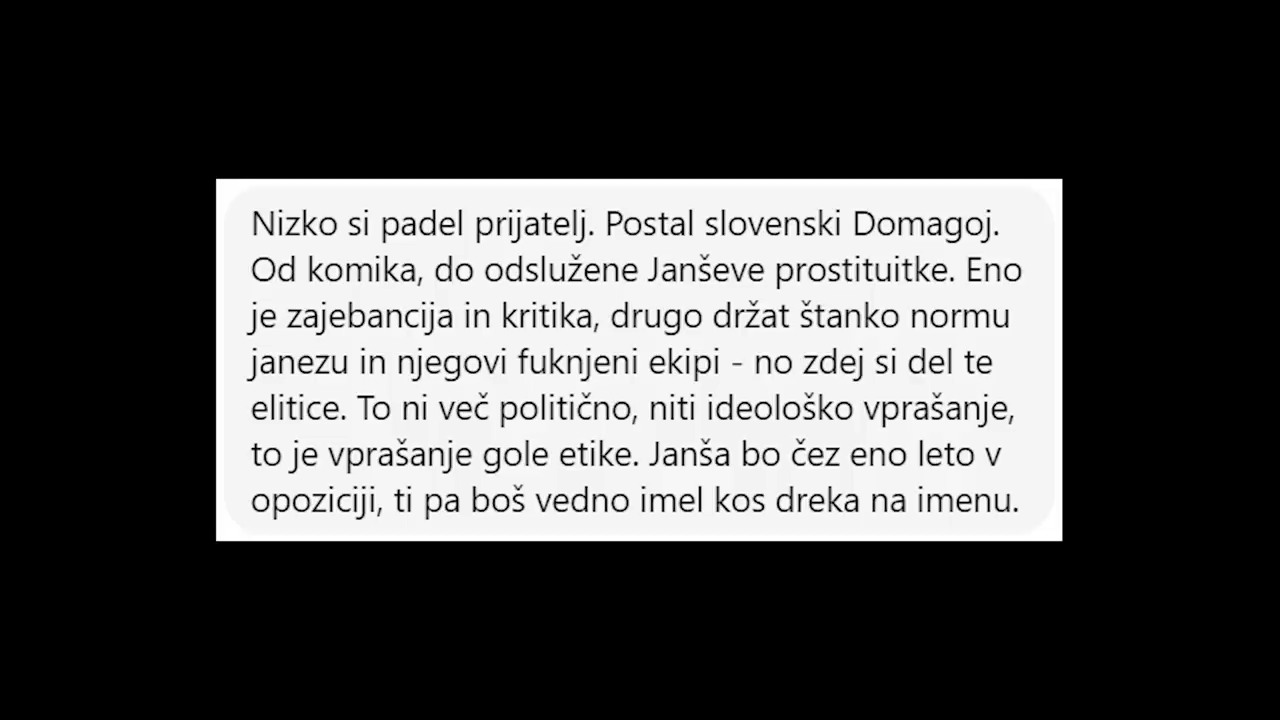 Nizko si padel prijatelj. Postal slovenski Domagoj.
Od komika, do odslužene Janševe prostituitke. Eno
je zajebancija in kritika, drugo držat štanko normu
janezu in njegovi fuknjeni ekipi - no zdej si del te
elitice. To ni več politično, niti ideološko vprašanje,
to je vprašanje gole etike. Janša bo čez eno leto v
opoziciji, ti pa boš vedno imel kos dreka na imenu.